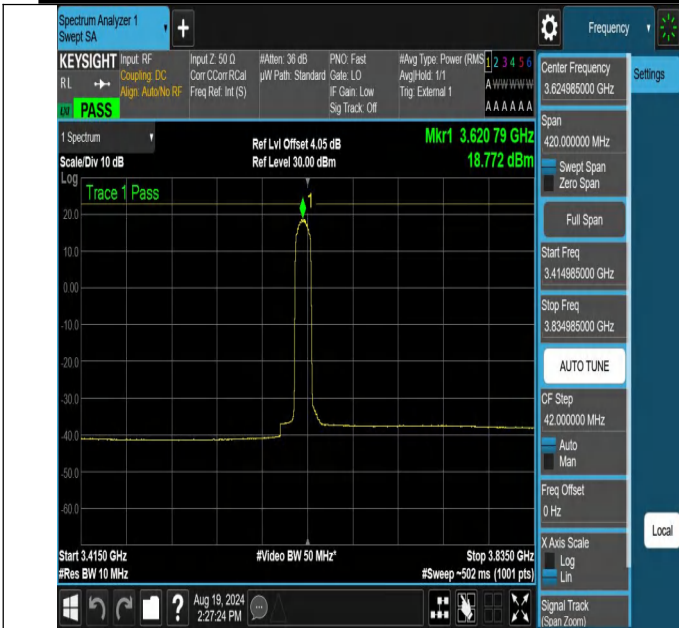 Spectrum Analyzer 1
Swept SA
Frequency
KEYSIGHT
RL
PASS
Input: RF
Coupling: DC
Align: Auto/No RF
Input Z: 50 Ω
Corr CCorr RCal
Freq Ref: Int (S)
#Atten: 36 dB
µW Path: Standard
PNO: Fast
Gate: LO
IF Gain: Low
Sig Track: Off
#Avg Type: Power (RMS
Avg|Hold: 1/1
Trig: External 1
1 2 3 4 5 6
A W W W W W
A A A A A A
1 Spectrum
Scale/Div 10 dB
Log
Ref Lvl Offset 4.05 dB
Ref Level 30.00 dBm
Mkr1 3.620 79 GHz
18.772 dBm
Trace 1 Pass
1
20.0
10.0
0.00
-10.0
-20.0
-30.0
-40.0
-50.0
-60.0
Start 3.4150 GHz
#Res BW 10 MHz
#Video BW 50 MHz*
Stop 3.8350 GHz
#Sweep ~502 ms (1001 pts)
Center Frequency
3.624985000 GHz
Settings
Span
420.000000 MHz
Swept Span
Zero Span
Full Span
Start Freq
3.414985000 GHz
Stop Freq
3.834985000 GHz
AUTO TUNE
CF Step
42.000000 MHz
Auto
Man
Freq Offset
0 Hz
X Axis Scale
Log
Lin
Local
Signal Track
(Span Zoom)
?
Aug 19, 2024
2:27:24 PM